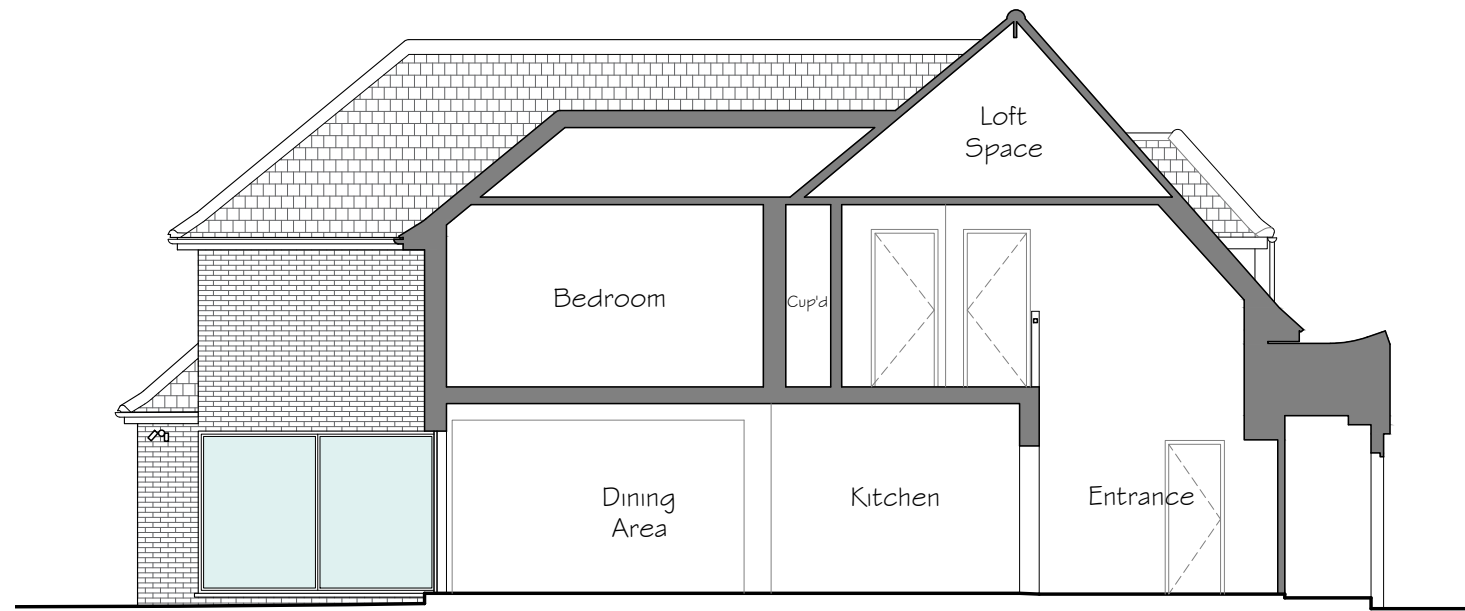 Loft
Space
Bedroom
Cup'd
Dining
Area
Kitchen
Entrance